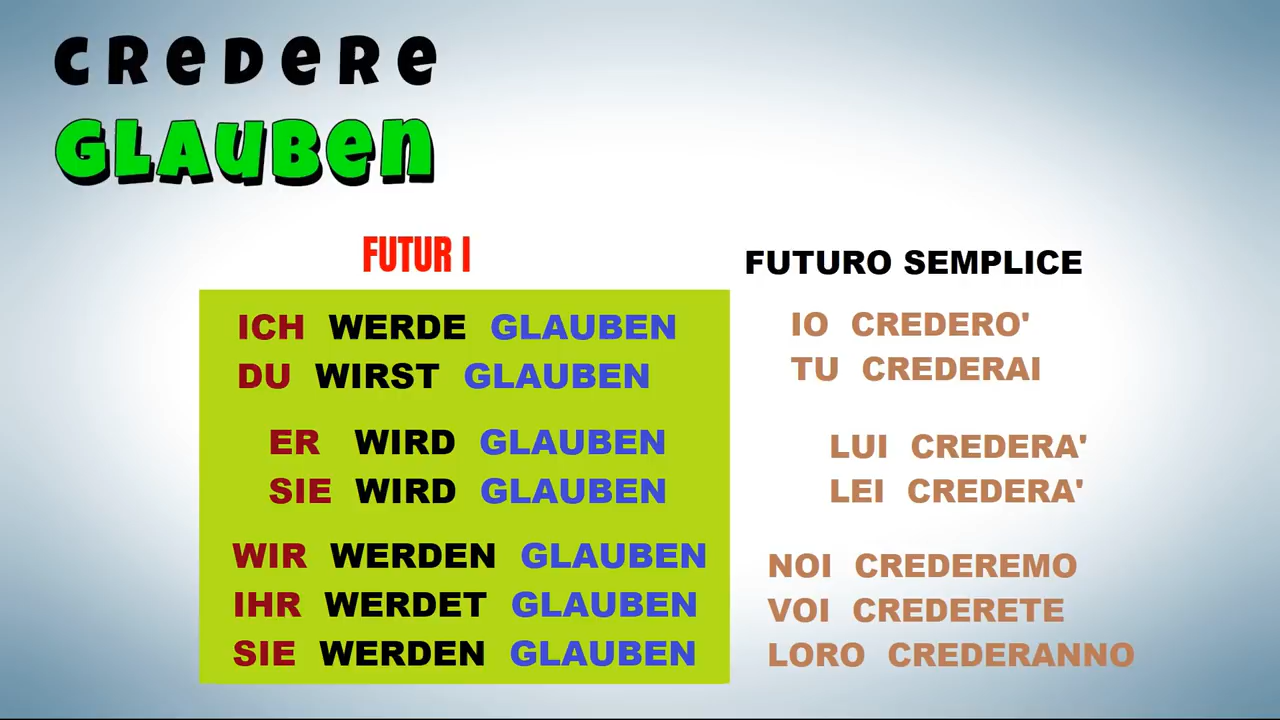 CREDERE
GLAUBEN
FUTUR I
ICH WERDE GLAUBEN
DU WIRST GLAUBEN
ER WIRD GLAUBEN
SIE WIRD GLAUBEN
WIR WERDEN GLAUBEN
IHR WERDET GLAUBEN
SIE WERDEN GLAUBEN
FUTURO SEMPLICE
IO CREDERO'
TU CREDERAI
LUI CREDERA'
LEI CREDERA'
NOI CREDEREMO
VOI CREDERETE
LORO CREDERANNO